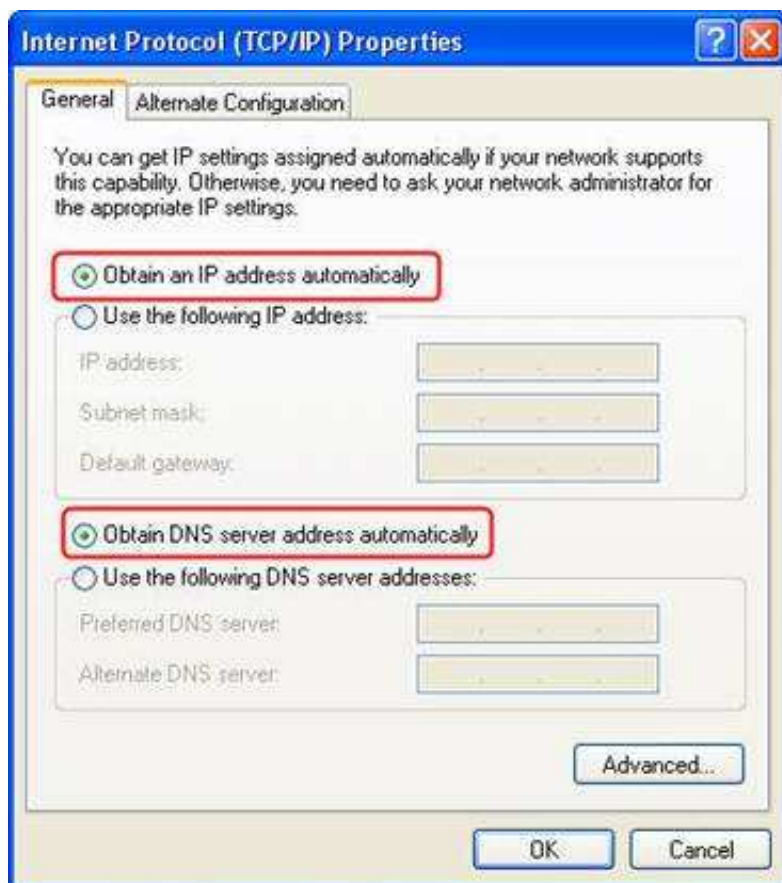 Internet Protocol (TCP/IP) Properties
General
Alternate Configuration
You can get IP settings assigned automatically if your network supports
this capability. Otherwise, you need to ask your network administrator for
the appropriate IP settings.
Obtain an IP address automatically
Use the following IP address:
IP address:
Subnet mask:
Default gateway:
Obtain DNS server address automatically
Use the following DNS server addresses:
Preferred DNS server:
Alternate DNS server:
Advanced...
OK
Cancel